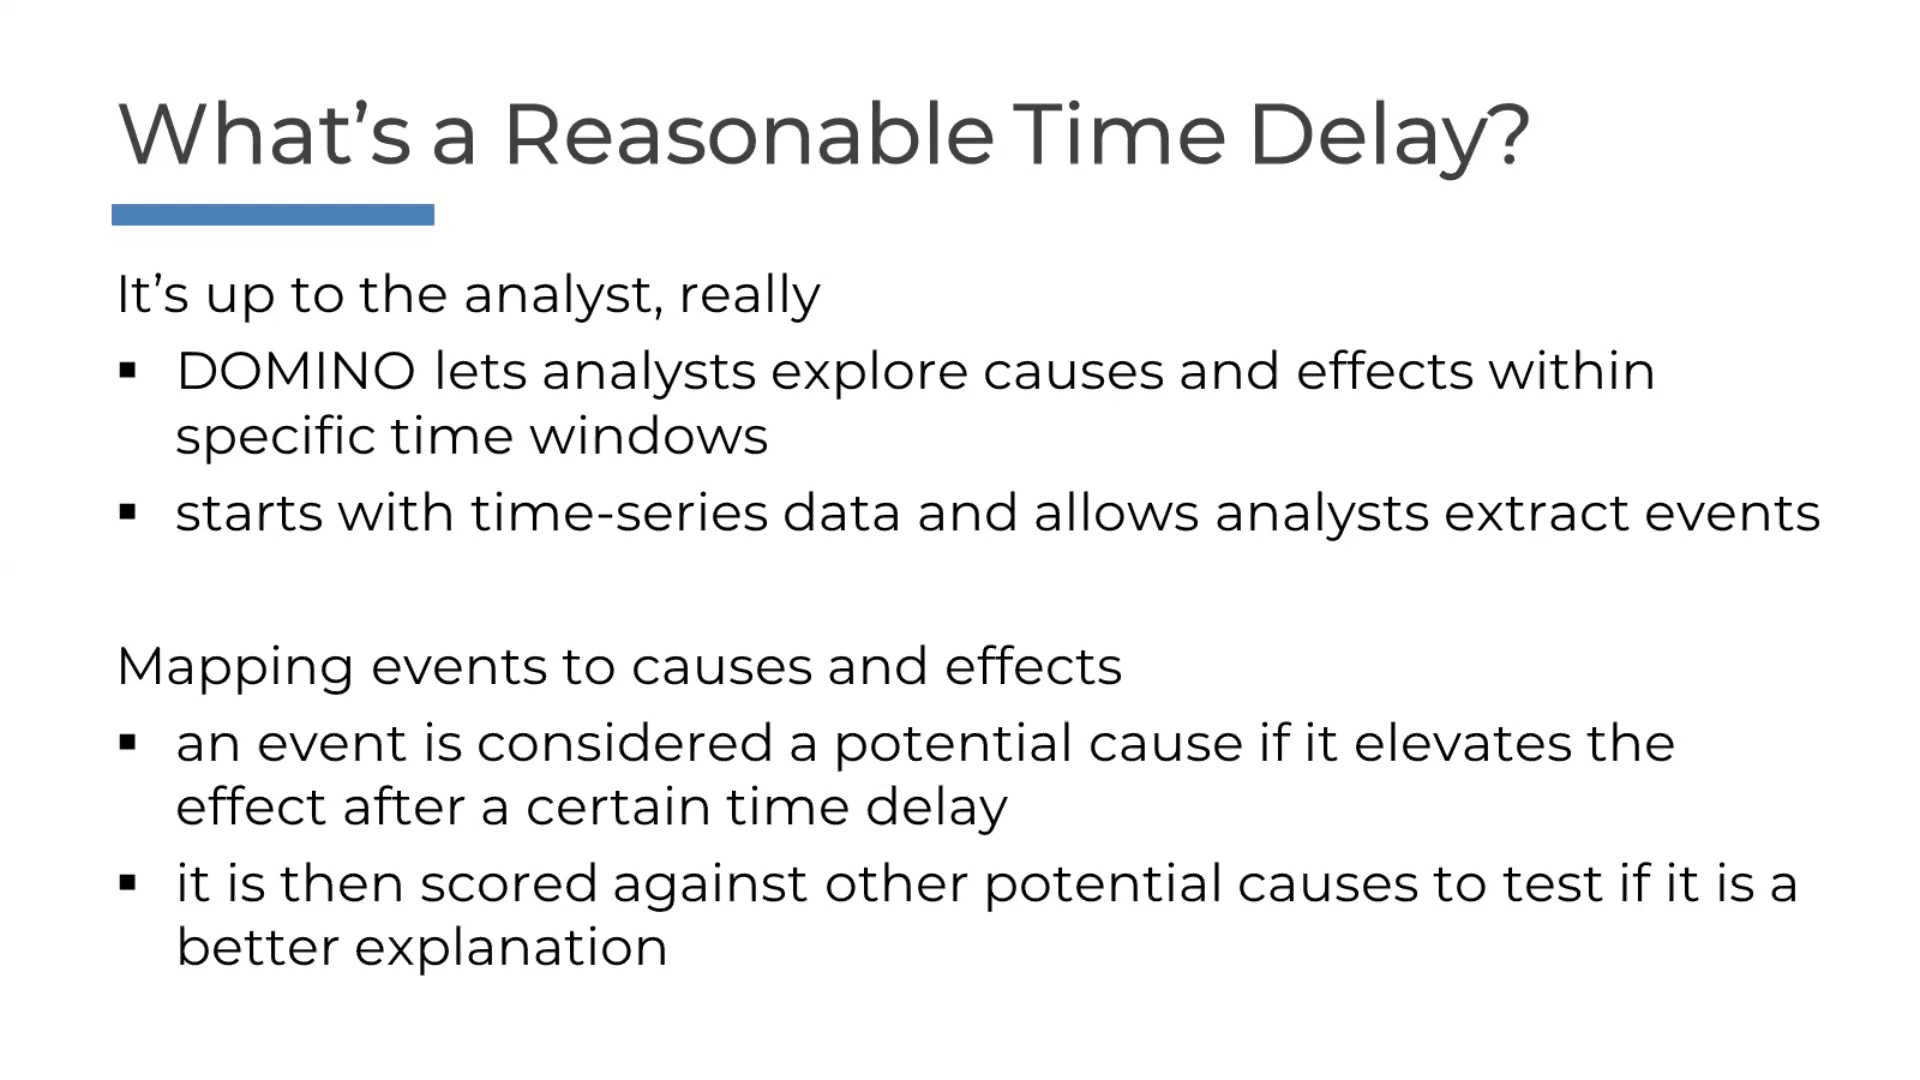 What’s a Reasonable Time Delay?
It’s up to the analyst, really
▪ DOMINO lets analysts explore causes and effects within
specific time windows
▪ starts with time-series data and allows analysts extract events
Mapping events to causes and effects
▪ an event is considered a potential cause if it elevates the
effect after a certain time delay
▪ it is then scored against other potential causes to test if it is a
better explanation